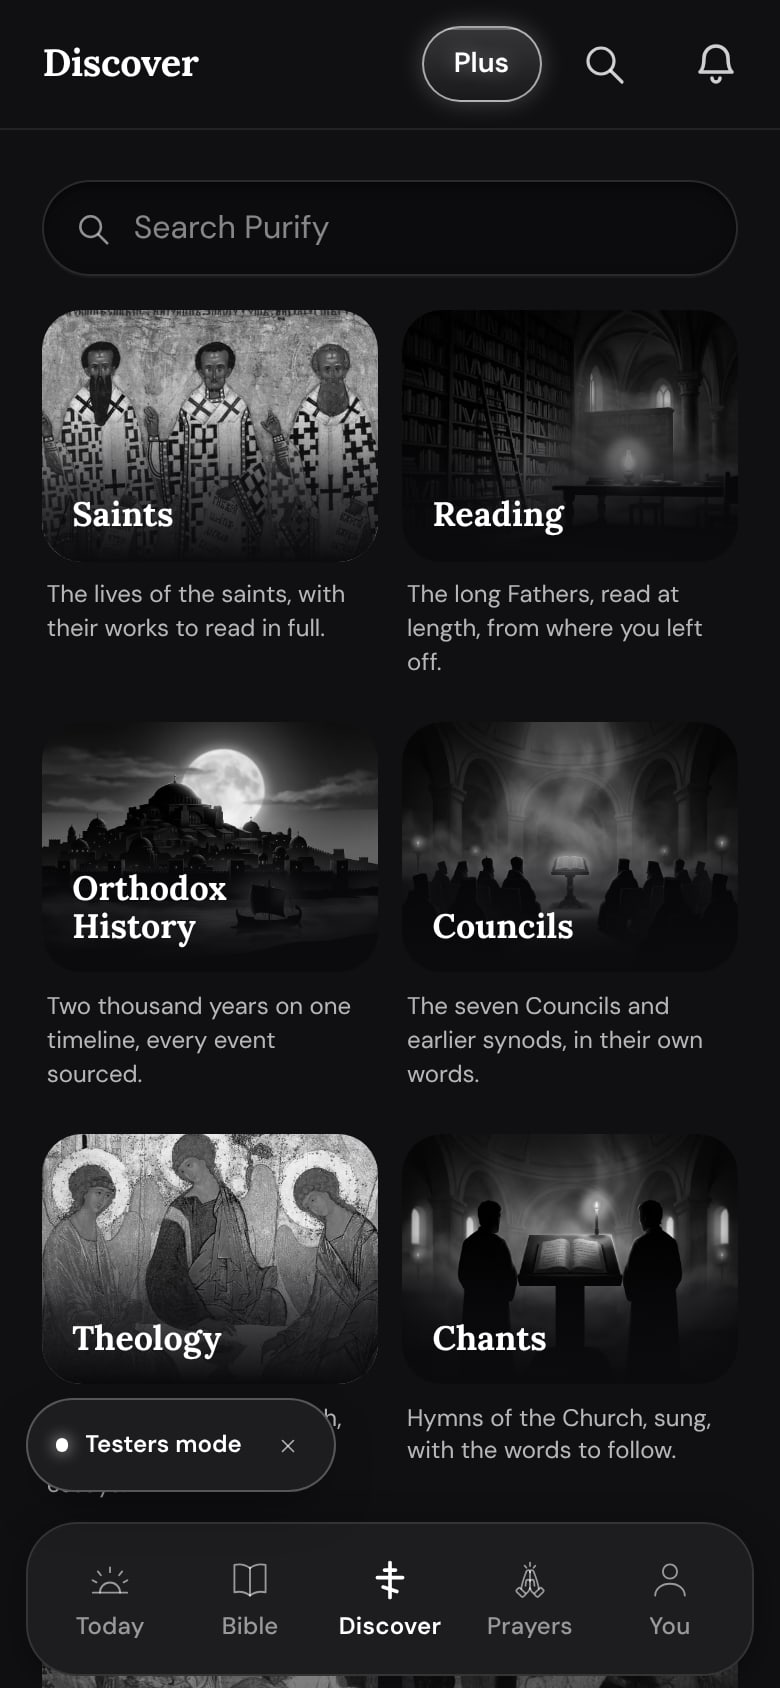 Discover
Plus
Search Purify
Saints
Reading
The lives of the saints, with
their works to read in full.
The long Fathers, read at
length, from where you left
off.
Orthodox
History
Councils
Two thousand years on one
timeline, every event
sourced.
The seven Councils and
earlier synods, in their own
words.
Theology
Chants
Hymns of the Church, sung,
with the words to follow.
Testers mode
Today
Bible
Discover
Prayers
You